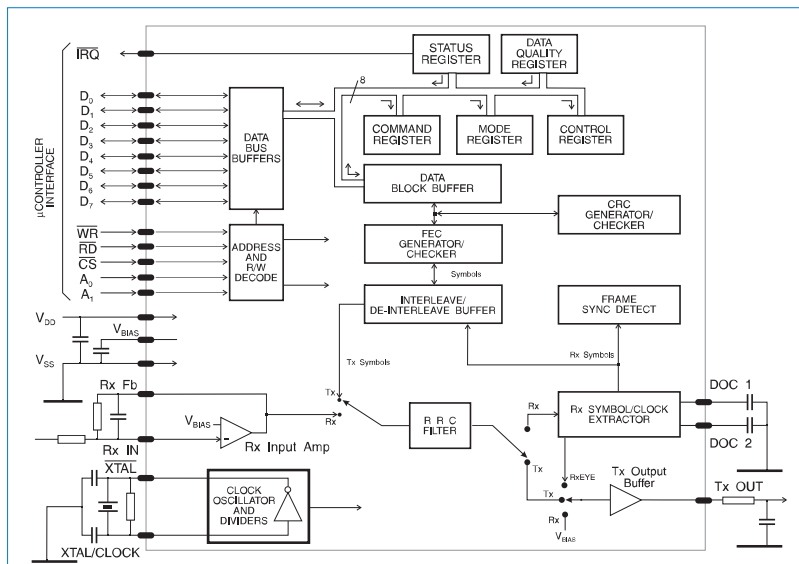 IRQ
STATUS
REGISTER
DATA
QUALITY
REGISTER
8
µCONTROLLER
INTERFACE
D0
D1
D2
D3
D4
D5
D6
D7
DATA
BUS
BUFFERS
COMMAND
REGISTER
MODE
REGISTER
CONTROL
REGISTER
DATA
BLOCK BUFFER
CRC
GENERATOR/
CHECKER
WR
RD
CS
A0
A1
ADDRESS
AND
R/W
DECODE
FEC
GENERATOR/
CHECKER
Symbols
INTERLEAVE/
DE-INTERLEAVE BUFFER
FRAME
SYNC DETECT
VDD
VBIAS
VSS
Tx Symbols
Rx Symbols
Rx Fb
VBIAS
Rx IN
Rx Input Amp
Tx
Rx
R R C
FILTER
Rx
Tx
Rx SYMBOL/CLOCK
EXTRACTOR
DOC 1
DOC 2
RxEYE
Tx
Rx
VBIAS
Tx Output
Buffer
Tx OUT
XTAL
XTAL/CLOCK
CLOCK
OSCILLATOR
AND
DIVIDERS